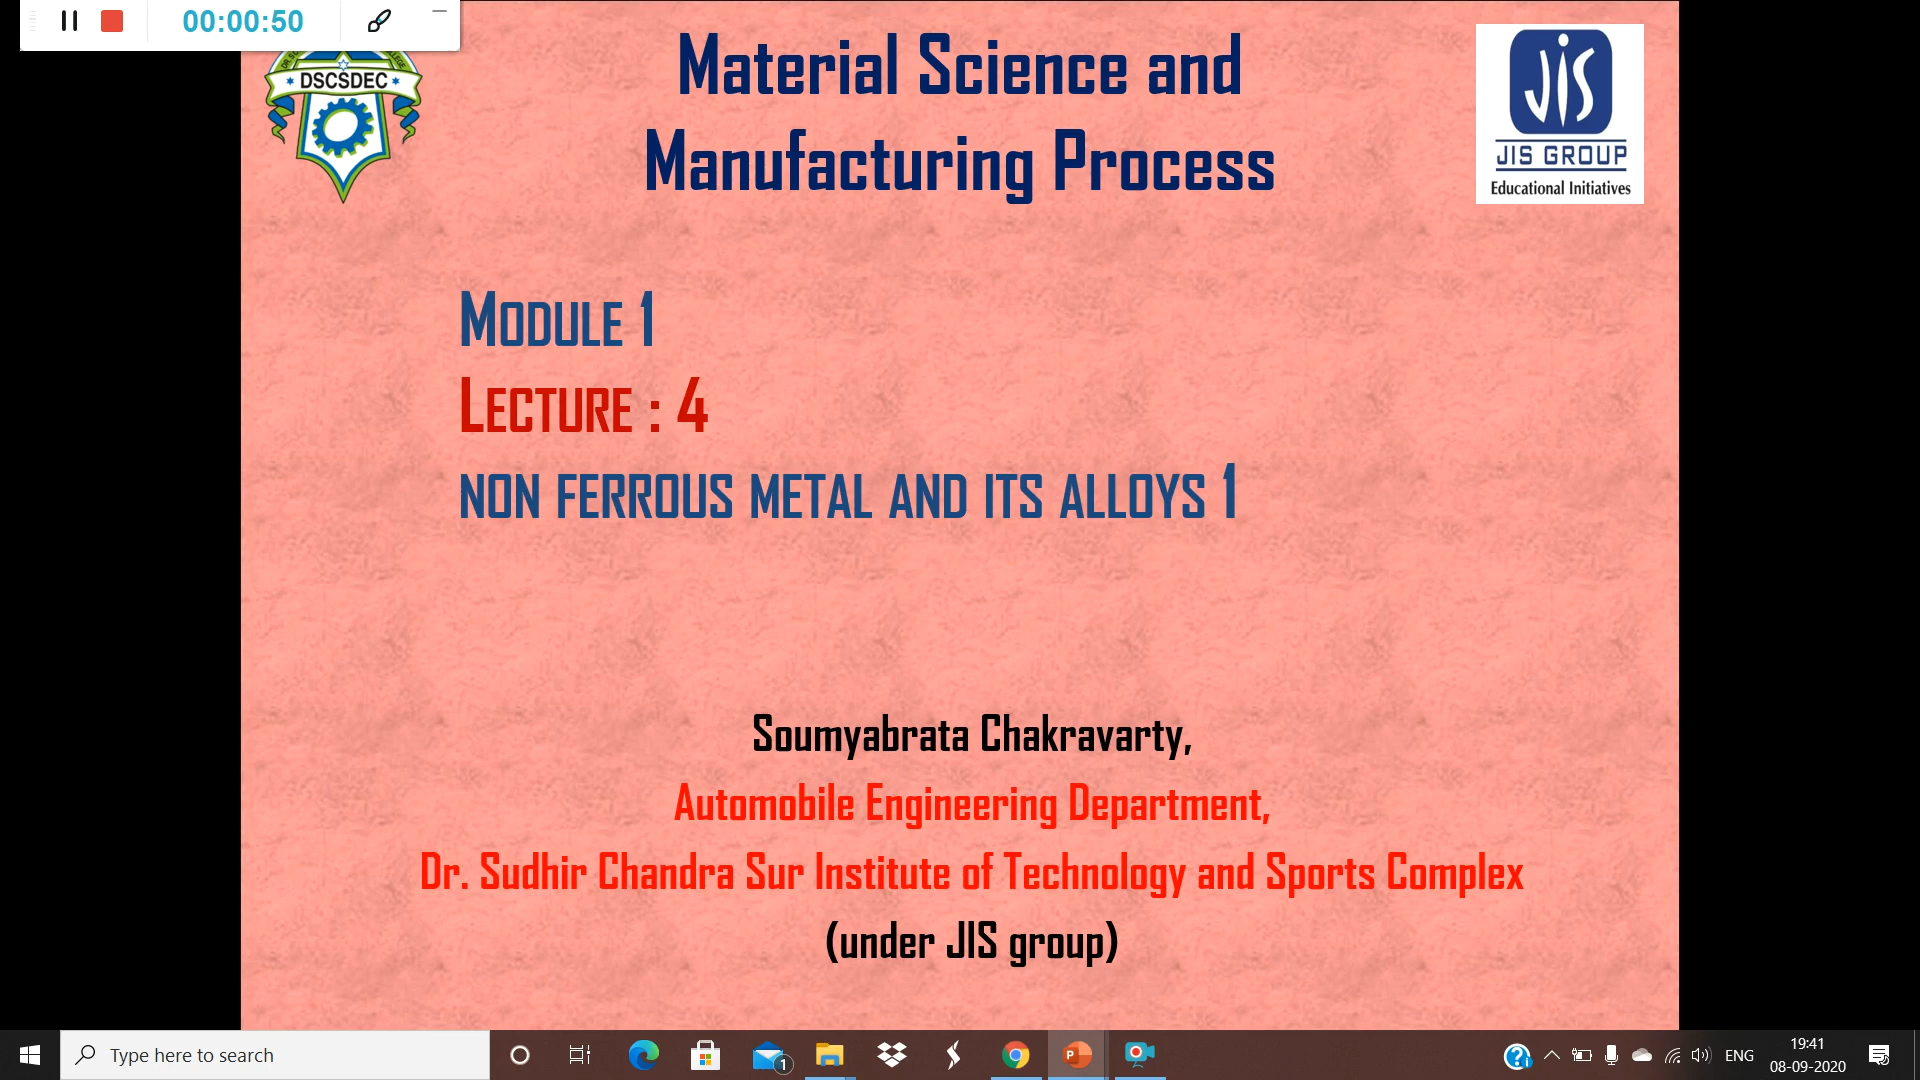 00:00:50
DSCSDEC
Material Science and
Manufacturing Process
JIS
JIS GROUP
Educational Initiatives
MODULE 1
LECTURE : 4
NON FERROUS METAL AND ITS ALLOYS 1
Soumyabrata Chakravarty,
Automobile Engineering Department,
Dr. Sudhir Chandra Sur Institute of Technology and Sports Complex
(under JIS group)
Type here to search
1
P
ENG
19:41
08-09-2020